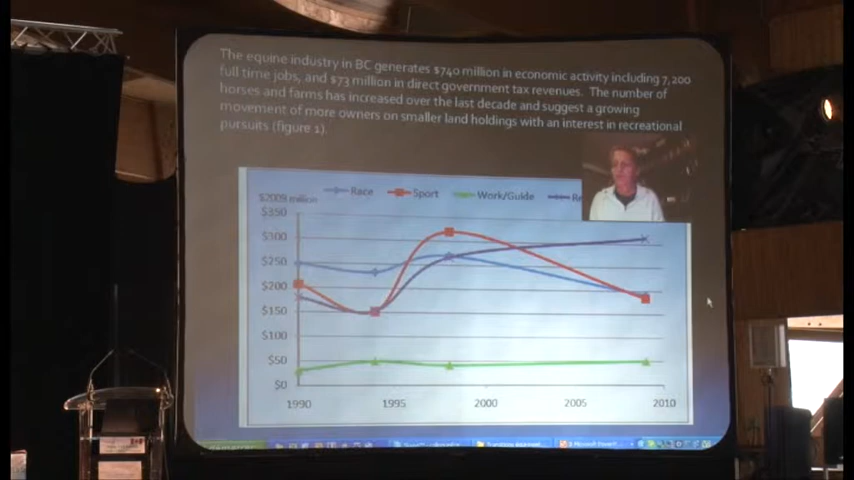 The equine industry in BC generates $740 million in economic activity including 7,200
full time jobs, and $73 million in direct government tax revenues. The number of
horses and farms has increased over the last decade and suggest a growing
movement of more owners on smaller land holdings with an interest in recreational
pursuits (figure 1).
Race Sport Work/Guide Re
$2009 million
$350
$300
$250
$200
$150
$100
$50
$0
1990 1995 2000 2005 2010